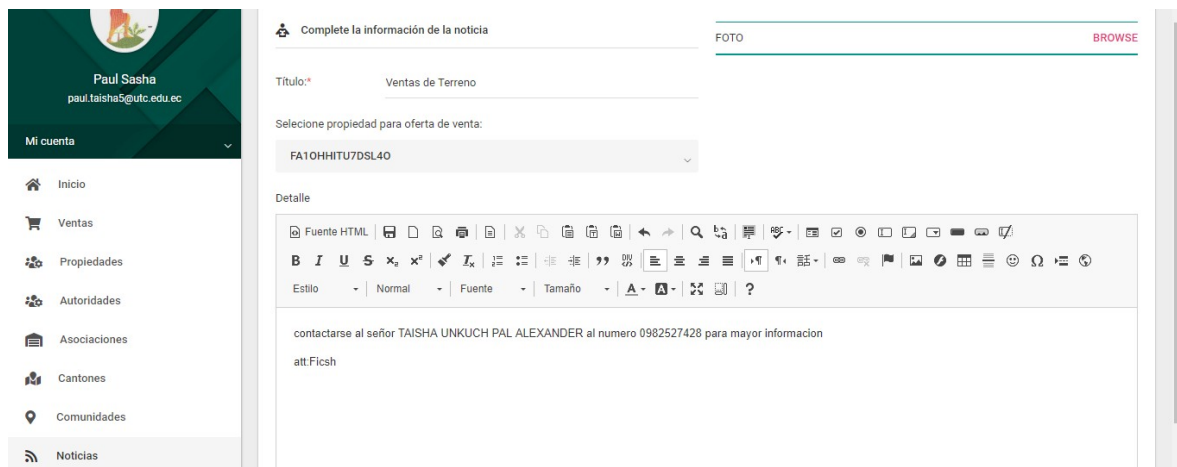 Paul Sasha
paul.taisha5@utc.edu.ec
Mi cuenta
Inicio
Ventas
Propiedades
Autoridades
Asociaciones
Cantones
Comunidades
Noticias
Complete la información de la noticia
FOTO BROWSE
Título:* Ventas de Terreno
Selecione propiedad para oferta de venta:
FA1OHHITU7DSL4O
Detalle
Fuente HTML
Estilo Normal Fuente Tamaño
contactarse al señor TAISHA UNKUCH PAL ALEXANDER al numero 0982527428 para mayor informacion
att:Ficsh